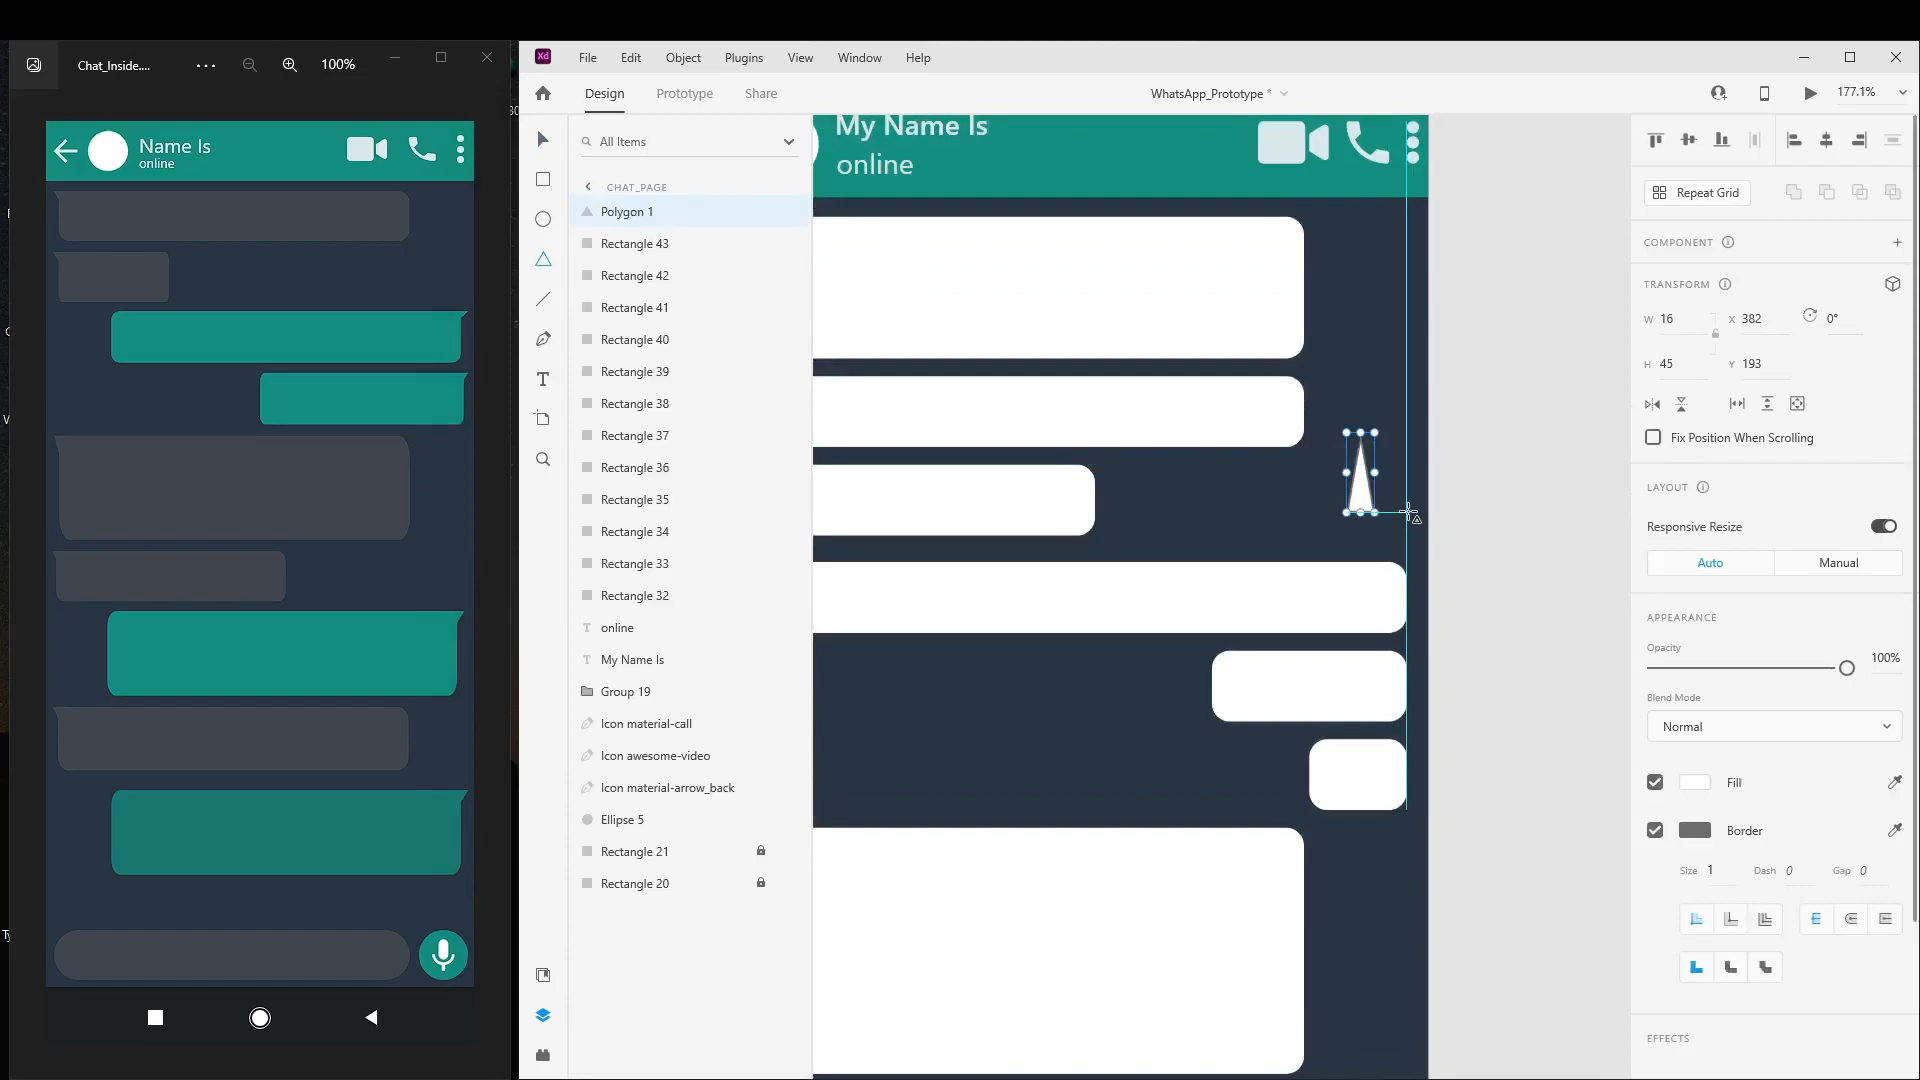 Chat_Inside....
100%
Name Is
online
Xd
File
Edit
Object
Plugins
View
Window
Help
Design
Prototype
Share
WhatsApp_Prototype *
177.1%
All Items
CHAT_PAGE
Polygon 1
Rectangle 43
Rectangle 42
Rectangle 41
Rectangle 40
Rectangle 39
Rectangle 38
Rectangle 37
Rectangle 36
Rectangle 35
Rectangle 34
Rectangle 33
Rectangle 32
online
My Name Is
Group 19
Icon material-call
Icon awesome-video
Icon material-arrow_back
Ellipse 5
Rectangle 21
Rectangle 20
My Name Is
online
Repeat Grid
COMPONENT
TRANSFORM
W 16
X 382
0°
H 45
Y 193
Fix Position When Scrolling
LAYOUT
Responsive Resize
Auto
Manual
APPEARANCE
Opacity
100%
Blend Mode
Normal
Fill
Border
Size 1
Dash 0
Gap 0
EFFECTS